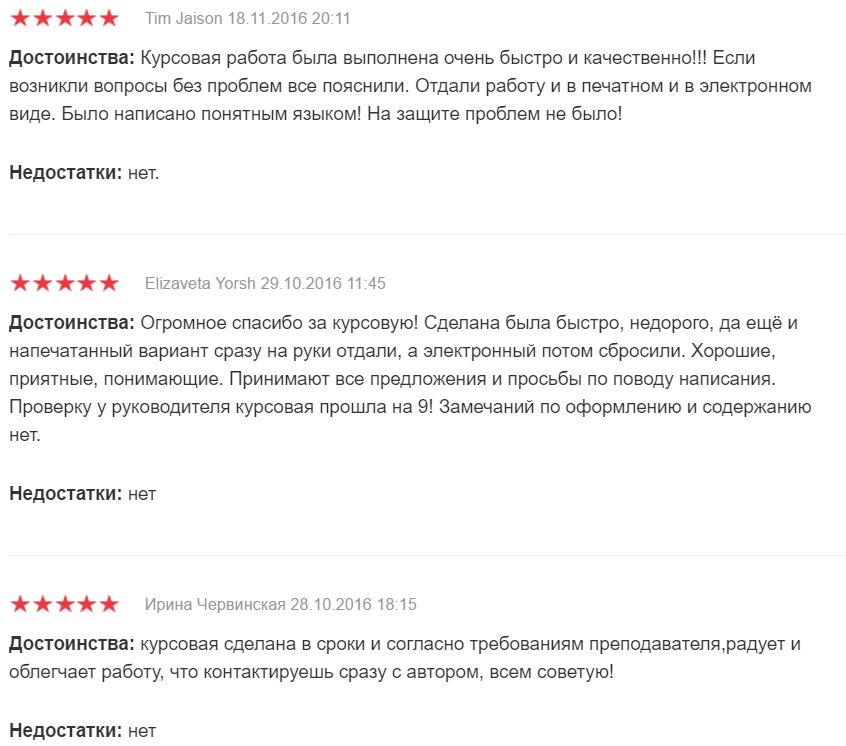 Tim Jaison 18.11.2016 20:11
Достоинства: Курсовая работа была выполнена очень быстро и качественно!!! Если
возникли вопросы без проблем все пояснили. Отдали работу и в печатном и в электронном
виде. Было написано понятным языком! На защите проблем не было!
Недостатки: нет.
Elizaveta Yorsh 29.10.2016 11:45
Достоинства: Огромное спасибо за курсовую! Сделана была быстро, недорого, да ещё и
напечатанный вариант сразу на руки отдали, а электронный потом сбросили. Хорошие,
приятные, понимающие. Принимают все предложения и просьбы по поводу написания.
Проверку у руководителя курсовая прошла на 9! Замечаний по оформлению и содержанию
нет.
Недостатки: нет
Ирина Червинская 28.10.2016 18:15
Достоинства: курсовая сделана в сроки и согласно требованиям преподавателя,радует и
облегчает работу, что контактируешь сразу с автором, всем советую!
Недостатки: нет